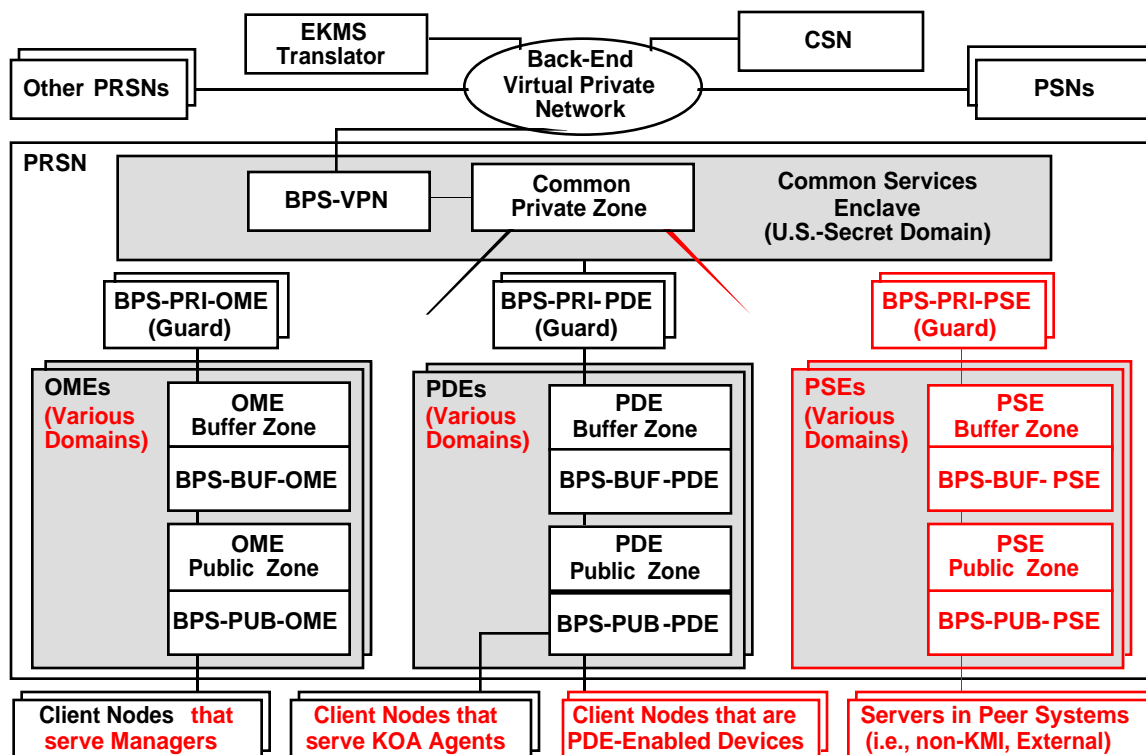 EKMS
Translator
CSN
Back-End
Virtual Private
Network
Other PRSNs
PSNs
PRSN
BPS-VPN
Common
Private Zone
Common Services
Enclave
(U.S.-Secret Domain)
BPS-PRI-OME
(Guard)
BPS-PRI-PDE
(Guard)
BPS-PRI-PSE
(Guard)
OMEs
(Various
Domains)
OME
Buffer Zone
BPS-BUF-OME
OME
Public Zone
BPS-PUB-OME
PDEs
(Various
Domains)
PDE
Buffer Zone
BPS-BUF-PDE
PDE
Public Zone
BPS-PUB-PDE
PSEs
(Various
Domains)
PSE
Buffer Zone
BPS-BUF- PSE
PSE
Public Zone
BPS-PUB- PSE
Client Nodes that
serve Managers
Client Nodes that
serve KOA Agents
Client Nodes that are
PDE-Enabled Devices
Servers in Peer Systems
(i.e., non-KMI, External)